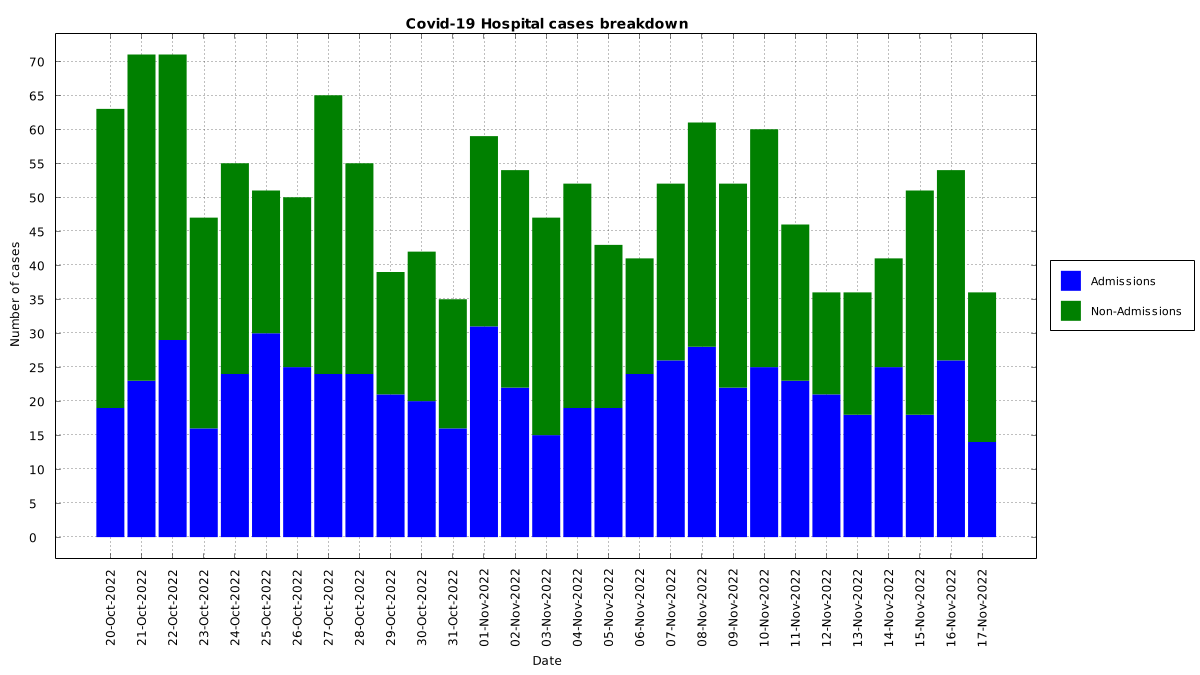 Covid-19 Hospital cases breakdown
70
65
60
55
50
45
40
35
30
25
20
15
10
5
0
Number of cases
20-Oct-2022
21-Oct-2022
22-Oct-2022
23-Oct-2022
24-Oct-2022
25-Oct-2022
26-Oct-2022
27-Oct-2022
28-Oct-2022
29-Oct-2022
30-Oct-2022
31-Oct-2022
01-Nov-2022
02-Nov-2022
03-Nov-2022
04-Nov-2022
05-Nov-2022
06-Nov-2022
07-Nov-2022
08-Nov-2022
09-Nov-2022
10-Nov-2022
11-Nov-2022
12-Nov-2022
13-Nov-2022
14-Nov-2022
15-Nov-2022
16-Nov-2022
17-Nov-2022
Date
Admissions
Non-Admissions